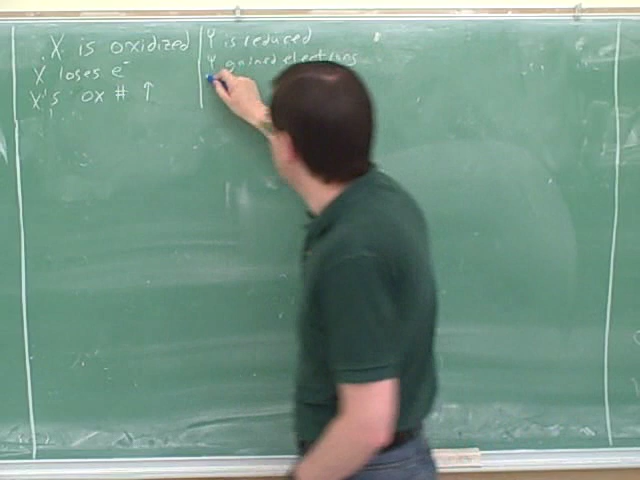 X is oxidized
X loses e⁻
X's ox # ↑
Y is reduced
Y gained electrons